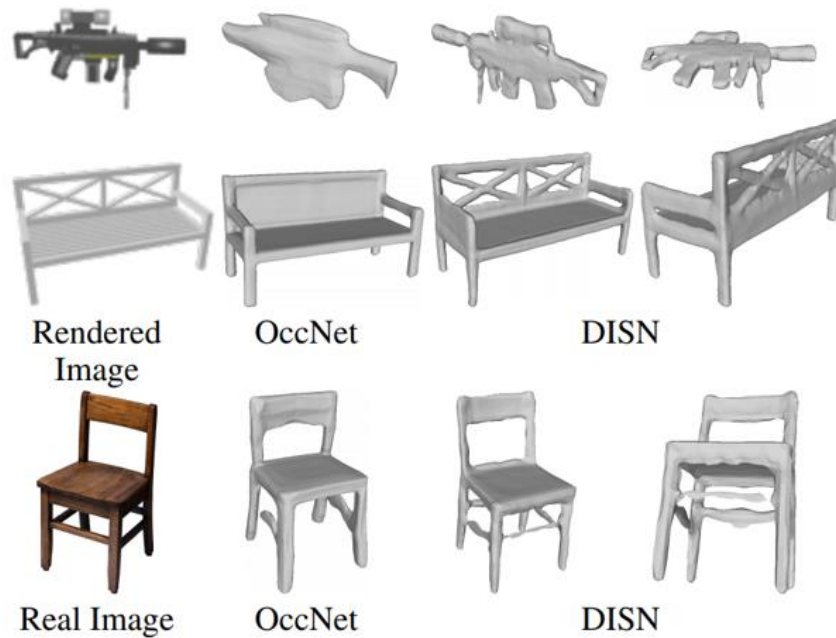 Rendered
Image
OccNet
DISN
Real Image
OccNet
DISN